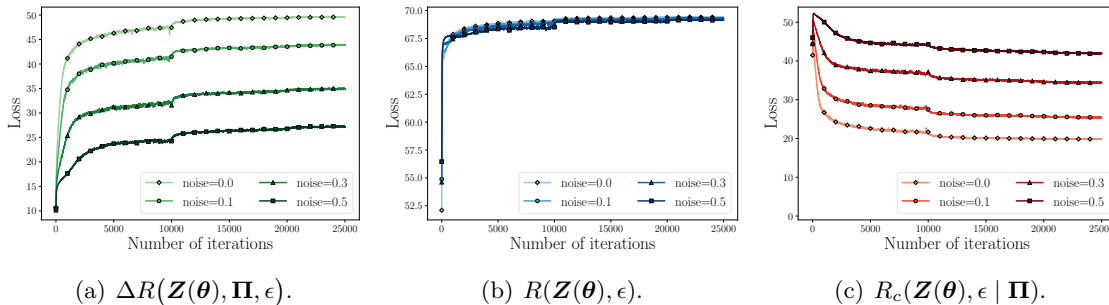 50
45
40
35
30
25
20
15
10
Loss
0
5000
10000
15000
20000
25000
Number of iterations
noise=0.0
noise=0.1
noise=0.3
noise=0.5
70.0
67.5
65.0
62.5
60.0
57.5
55.0
52.5
Loss
0
5000
10000
15000
20000
25000
Number of iterations
noise=0.0
noise=0.1
noise=0.3
noise=0.5
50
40
30
20
10
0
Loss
0
5000
10000
15000
20000
25000
Number of iterations
noise=0.0
noise=0.1
noise=0.3
noise=0.5
(a) ΔR(Z(θ), Π, ϵ).
(b) R(Z(θ), ϵ).
(c) R_c(Z(θ), ϵ | Π).